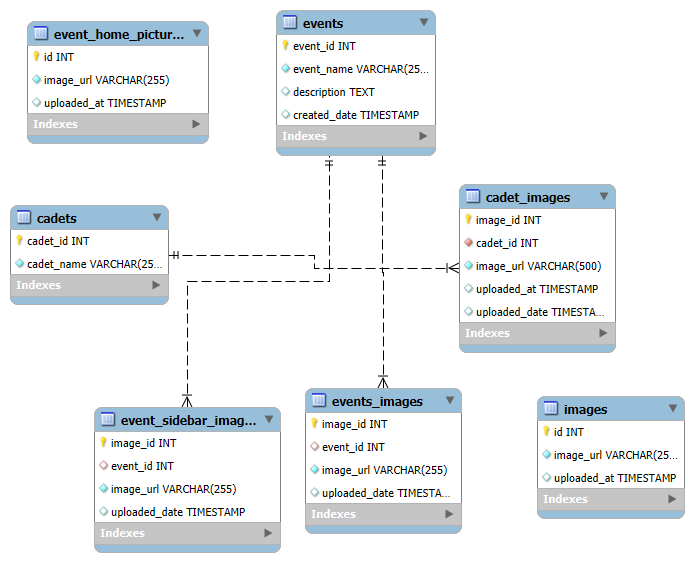 event_home_pictur...
id INT
image_url VARCHAR(255)
uploaded_at TIMESTAMP
Indexes
events
event_id INT
event_name VARCHAR(25...
description TEXT
created_date TIMESTAMP
Indexes
cadets
cadet_id INT
cadet_name VARCHAR(25...
Indexes
cadet_images
image_id INT
cadet_id INT
image_url VARCHAR(500)
uploaded_at TIMESTAMP
uploaded_date TIMESTA...
Indexes
event_sidebar_imag...
image_id INT
event_id INT
image_url VARCHAR(255)
uploaded_date TIMESTAMP
Indexes
events_images
image_id INT
event_id INT
image_url VARCHAR(255)
uploaded_date TIMESTA...
Indexes
images
id INT
image_url VARCHAR(25...
uploaded_at TIMESTAMP
Indexes